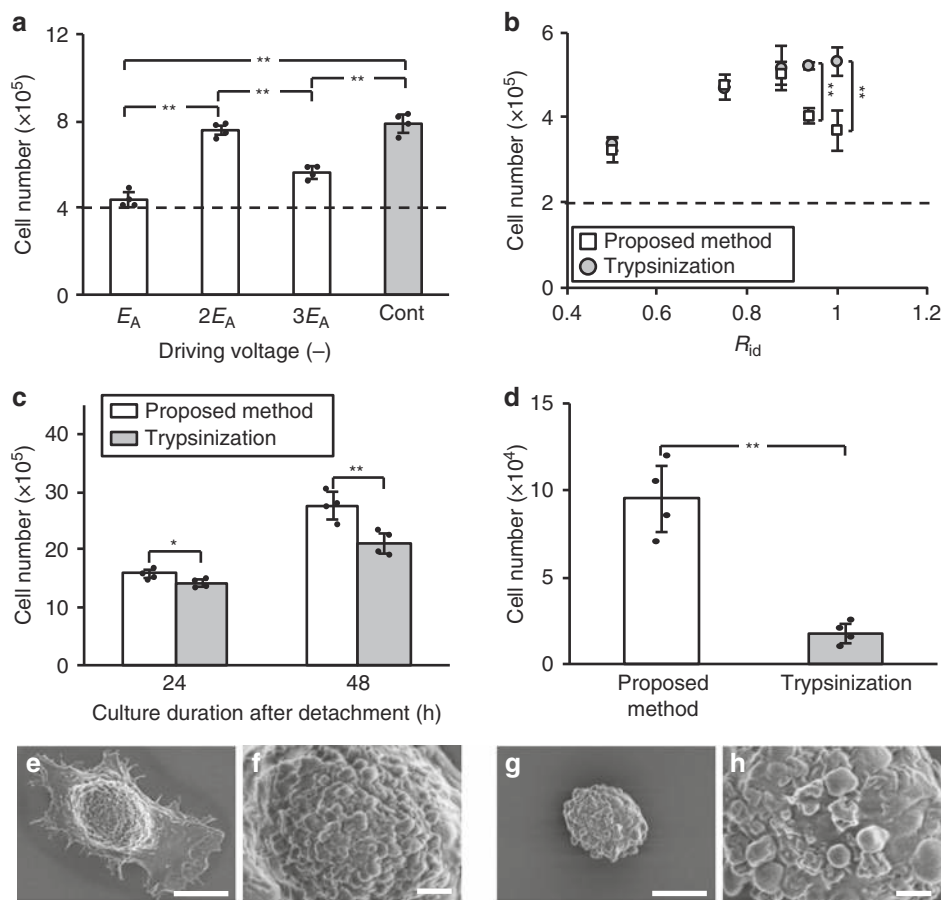 a
Cell number (×10⁵)
12
8
4
0
**
**
**
**
E_A
2E_A
3E_A
Cont
Driving voltage (–)
b
Cell number (×10⁵)
6
4
2
0
**
**
Proposed method
Trypsinization
0.4
0.6
0.8
1
1.2
R_id
c
Cell number (×10⁵)
40
30
20
10
0
Proposed method
Trypsinization
*
**
24
48
Culture duration after detachment (h)
d
Cell number (×10⁴)
15
10
5
0
**
Proposed
method
Trypsinization
e
f
g
h